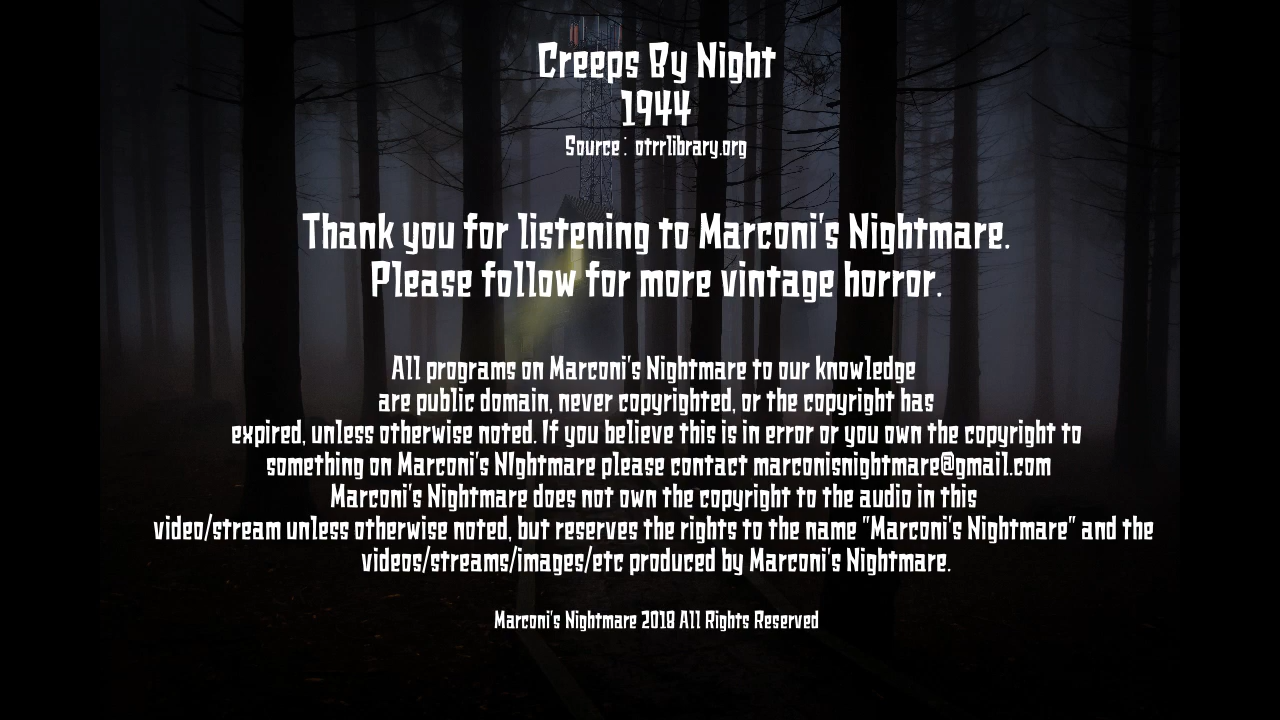 Creeps By Night
1944
Source: otrrlibrary.org
Thank you for listening to Marconi's Nightmare.
Please follow for more vintage horror.
All programs on Marconi's Nightmare to our knowledge
are public domain, never copyrighted, or the copyright has
expired, unless otherwise noted. If you believe this is in error or you own the copyright to
something on Marconi's NIghtmare please contact marconisnightmare@gmail.com
Marconi's Nightmare does not own the copyright to the audio in this
video/stream unless otherwise noted, but reserves the rights to the name "Marconi's Nightmare" and the
videos/streams/images/etc produced by Marconi's Nightmare.
Marconi's Nightmare 2018 All Rights Reserved